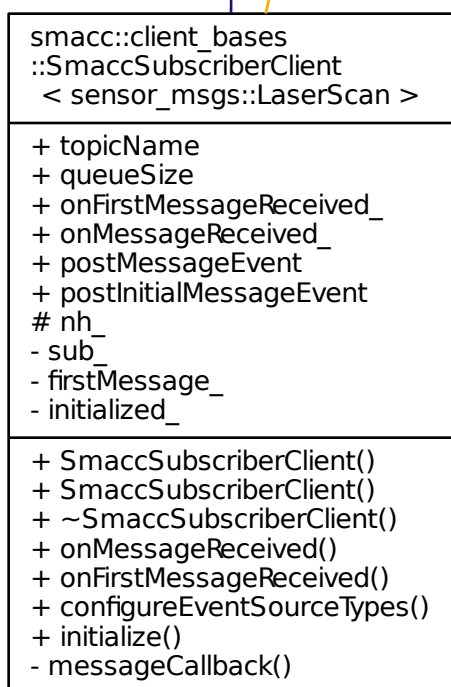 smacc::client_bases
::SmaccSubscriberClient
< sensor_msgs::LaserScan >
+ topicName
+ queueSize
+ onFirstMessageReceived_
+ onMessageReceived_
+ postMessageEvent
+ postInitialMessageEvent
# nh_
- sub_
- firstMessage_
- initialized_
+ SmaccSubscriberClient()
+ SmaccSubscriberClient()
+ ~SmaccSubscriberClient()
+ onMessageReceived()
+ onFirstMessageReceived()
+ configureEventSourceTypes()
+ initialize()
- messageCallback()